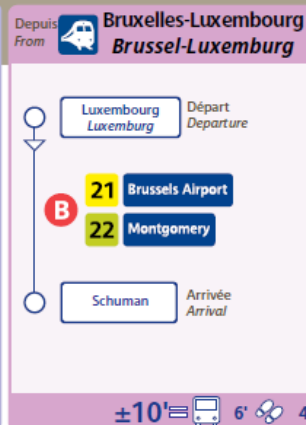 Depuis
From
Bruxelles-Luxembourg
Brussel-Luxemburg
Luxembourg
Luxemburg
Départ
Departure
B
21 Brussels Airport
22 Montgomery
Schuman
Arrivée
Arrival
±10'= 6' 4